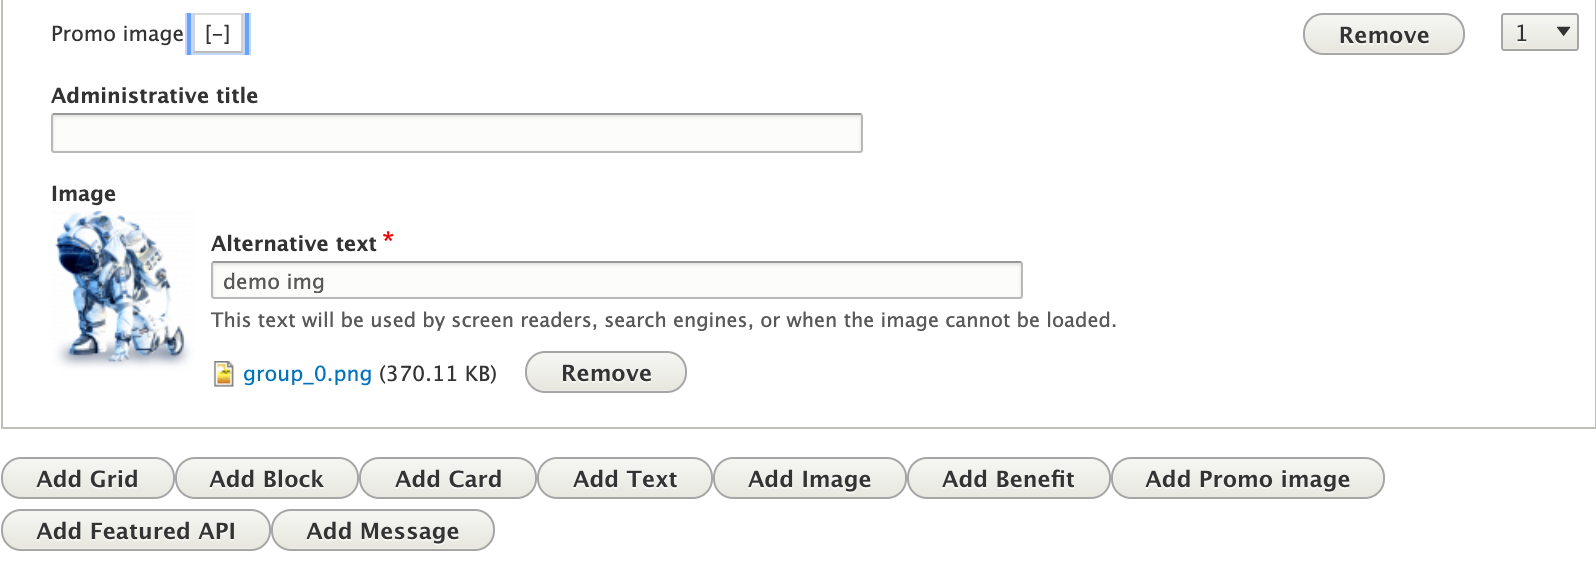 Promo image [–] Remove 1
Administrative title
Image
Alternative text *
demo img
This text will be used by screen readers, search engines, or when the image cannot be loaded.
group_0.png (370.11 KB) Remove
Add Grid Add Block Add Card Add Text Add Image Add Benefit Add Promo image
Add Featured API Add Message